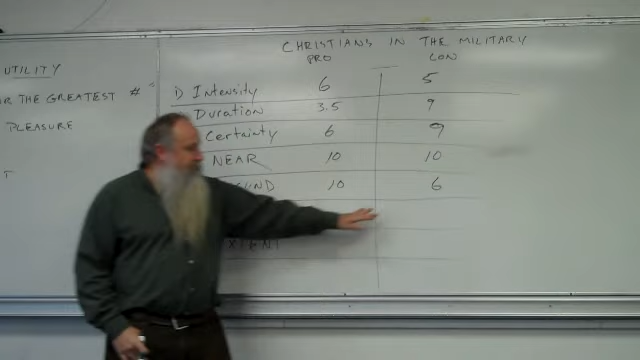 CHRISTIANS IN THE MILITARY
PRO CON
UTILITY
THE GREATEST #
PLEASURE
D Intensity 6 5
Duration 3.5 9
Certainty 6 9
NEAR 10 10
10 6